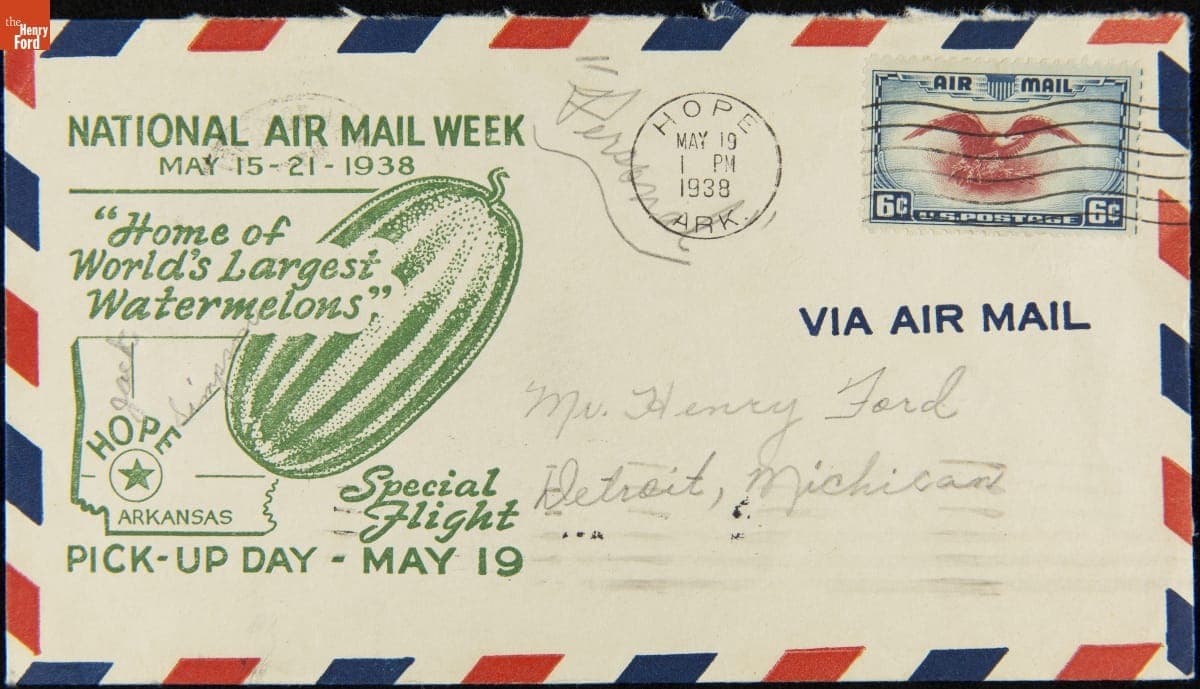 the
Henry
Ford
NATIONAL AIR MAIL WEEK
MAY 15-21-1938
"Home of
World's Largest
Watermelons"
Jack
HOPE
ARKANSAS
Special
Flight
PICK-UP DAY - MAY 19
"Personal"
HOPE
MAY 19
1 PM
1938
ARK.
AIR MAIL
6¢ U.S. POSTAGE 6¢
VIA AIR MAIL
Mr. Henry Ford
Detroit, Michican